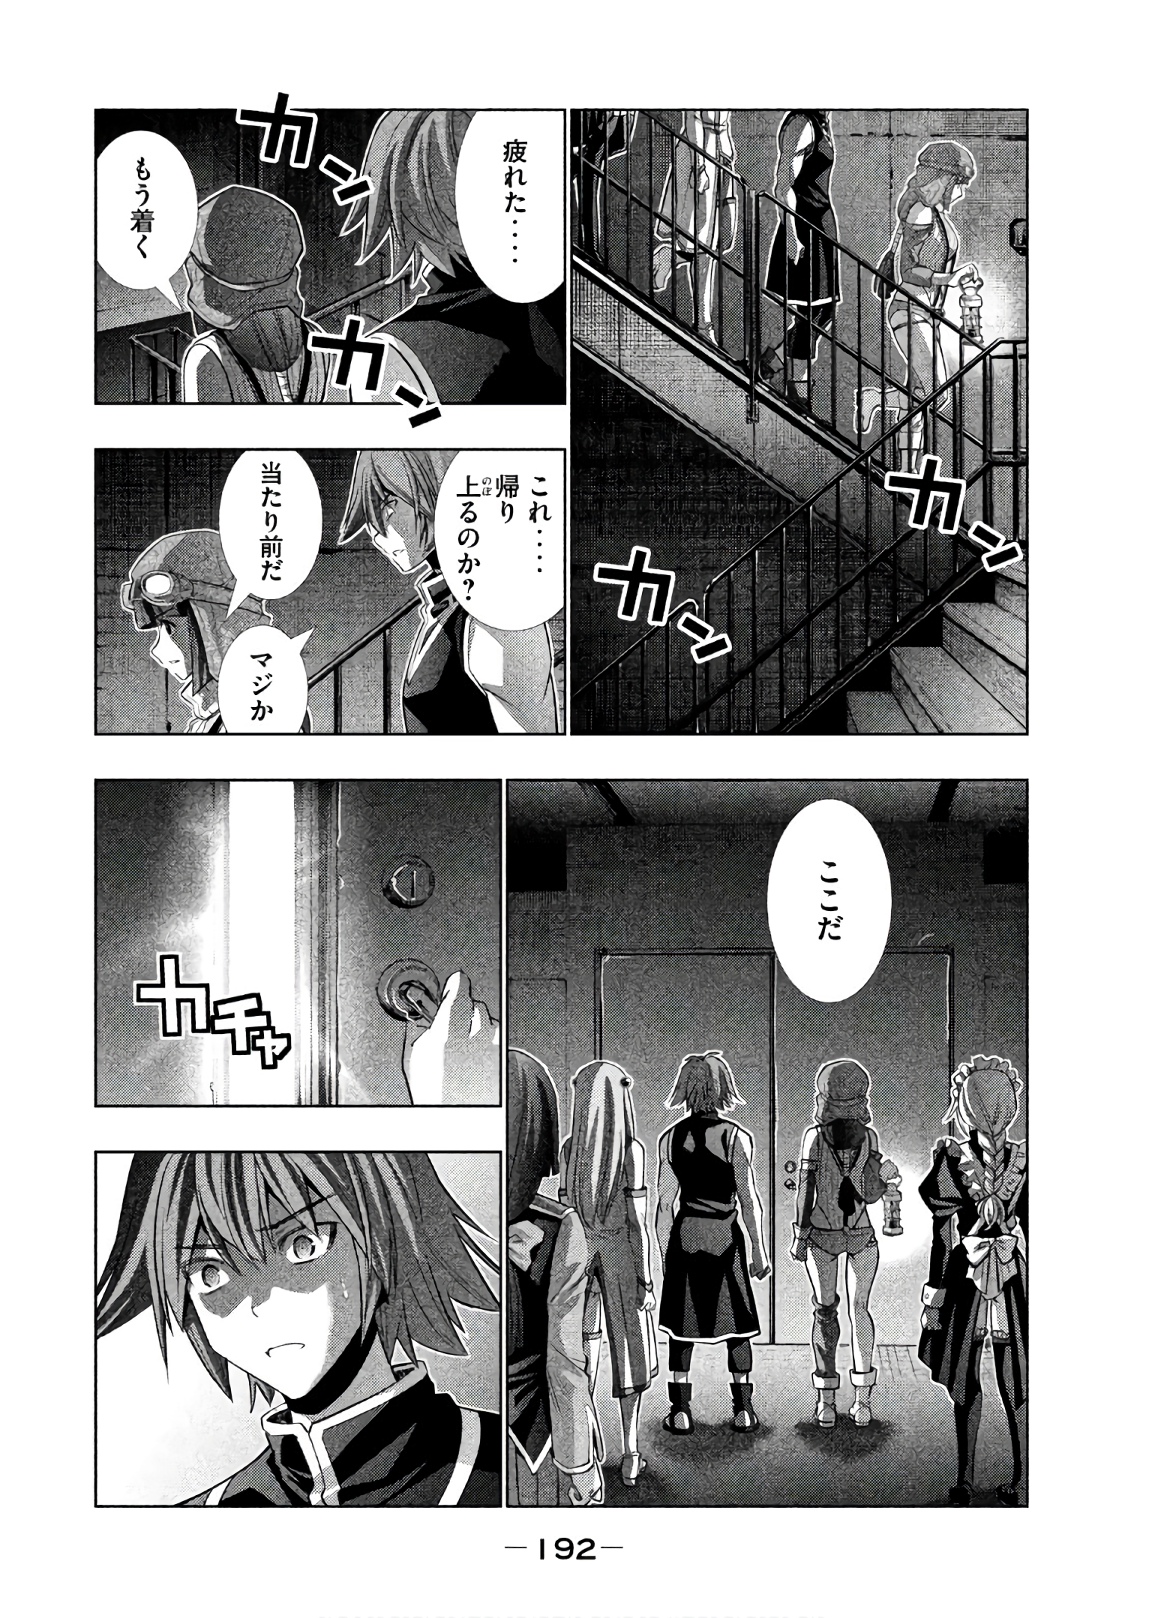 カン
カン
疲れた‥‥
カン
もう着く
カン
これ‥‥
帰り
上るのか？
のぼ
当たり前だ
マジか
ここだ
カチャ
—192—